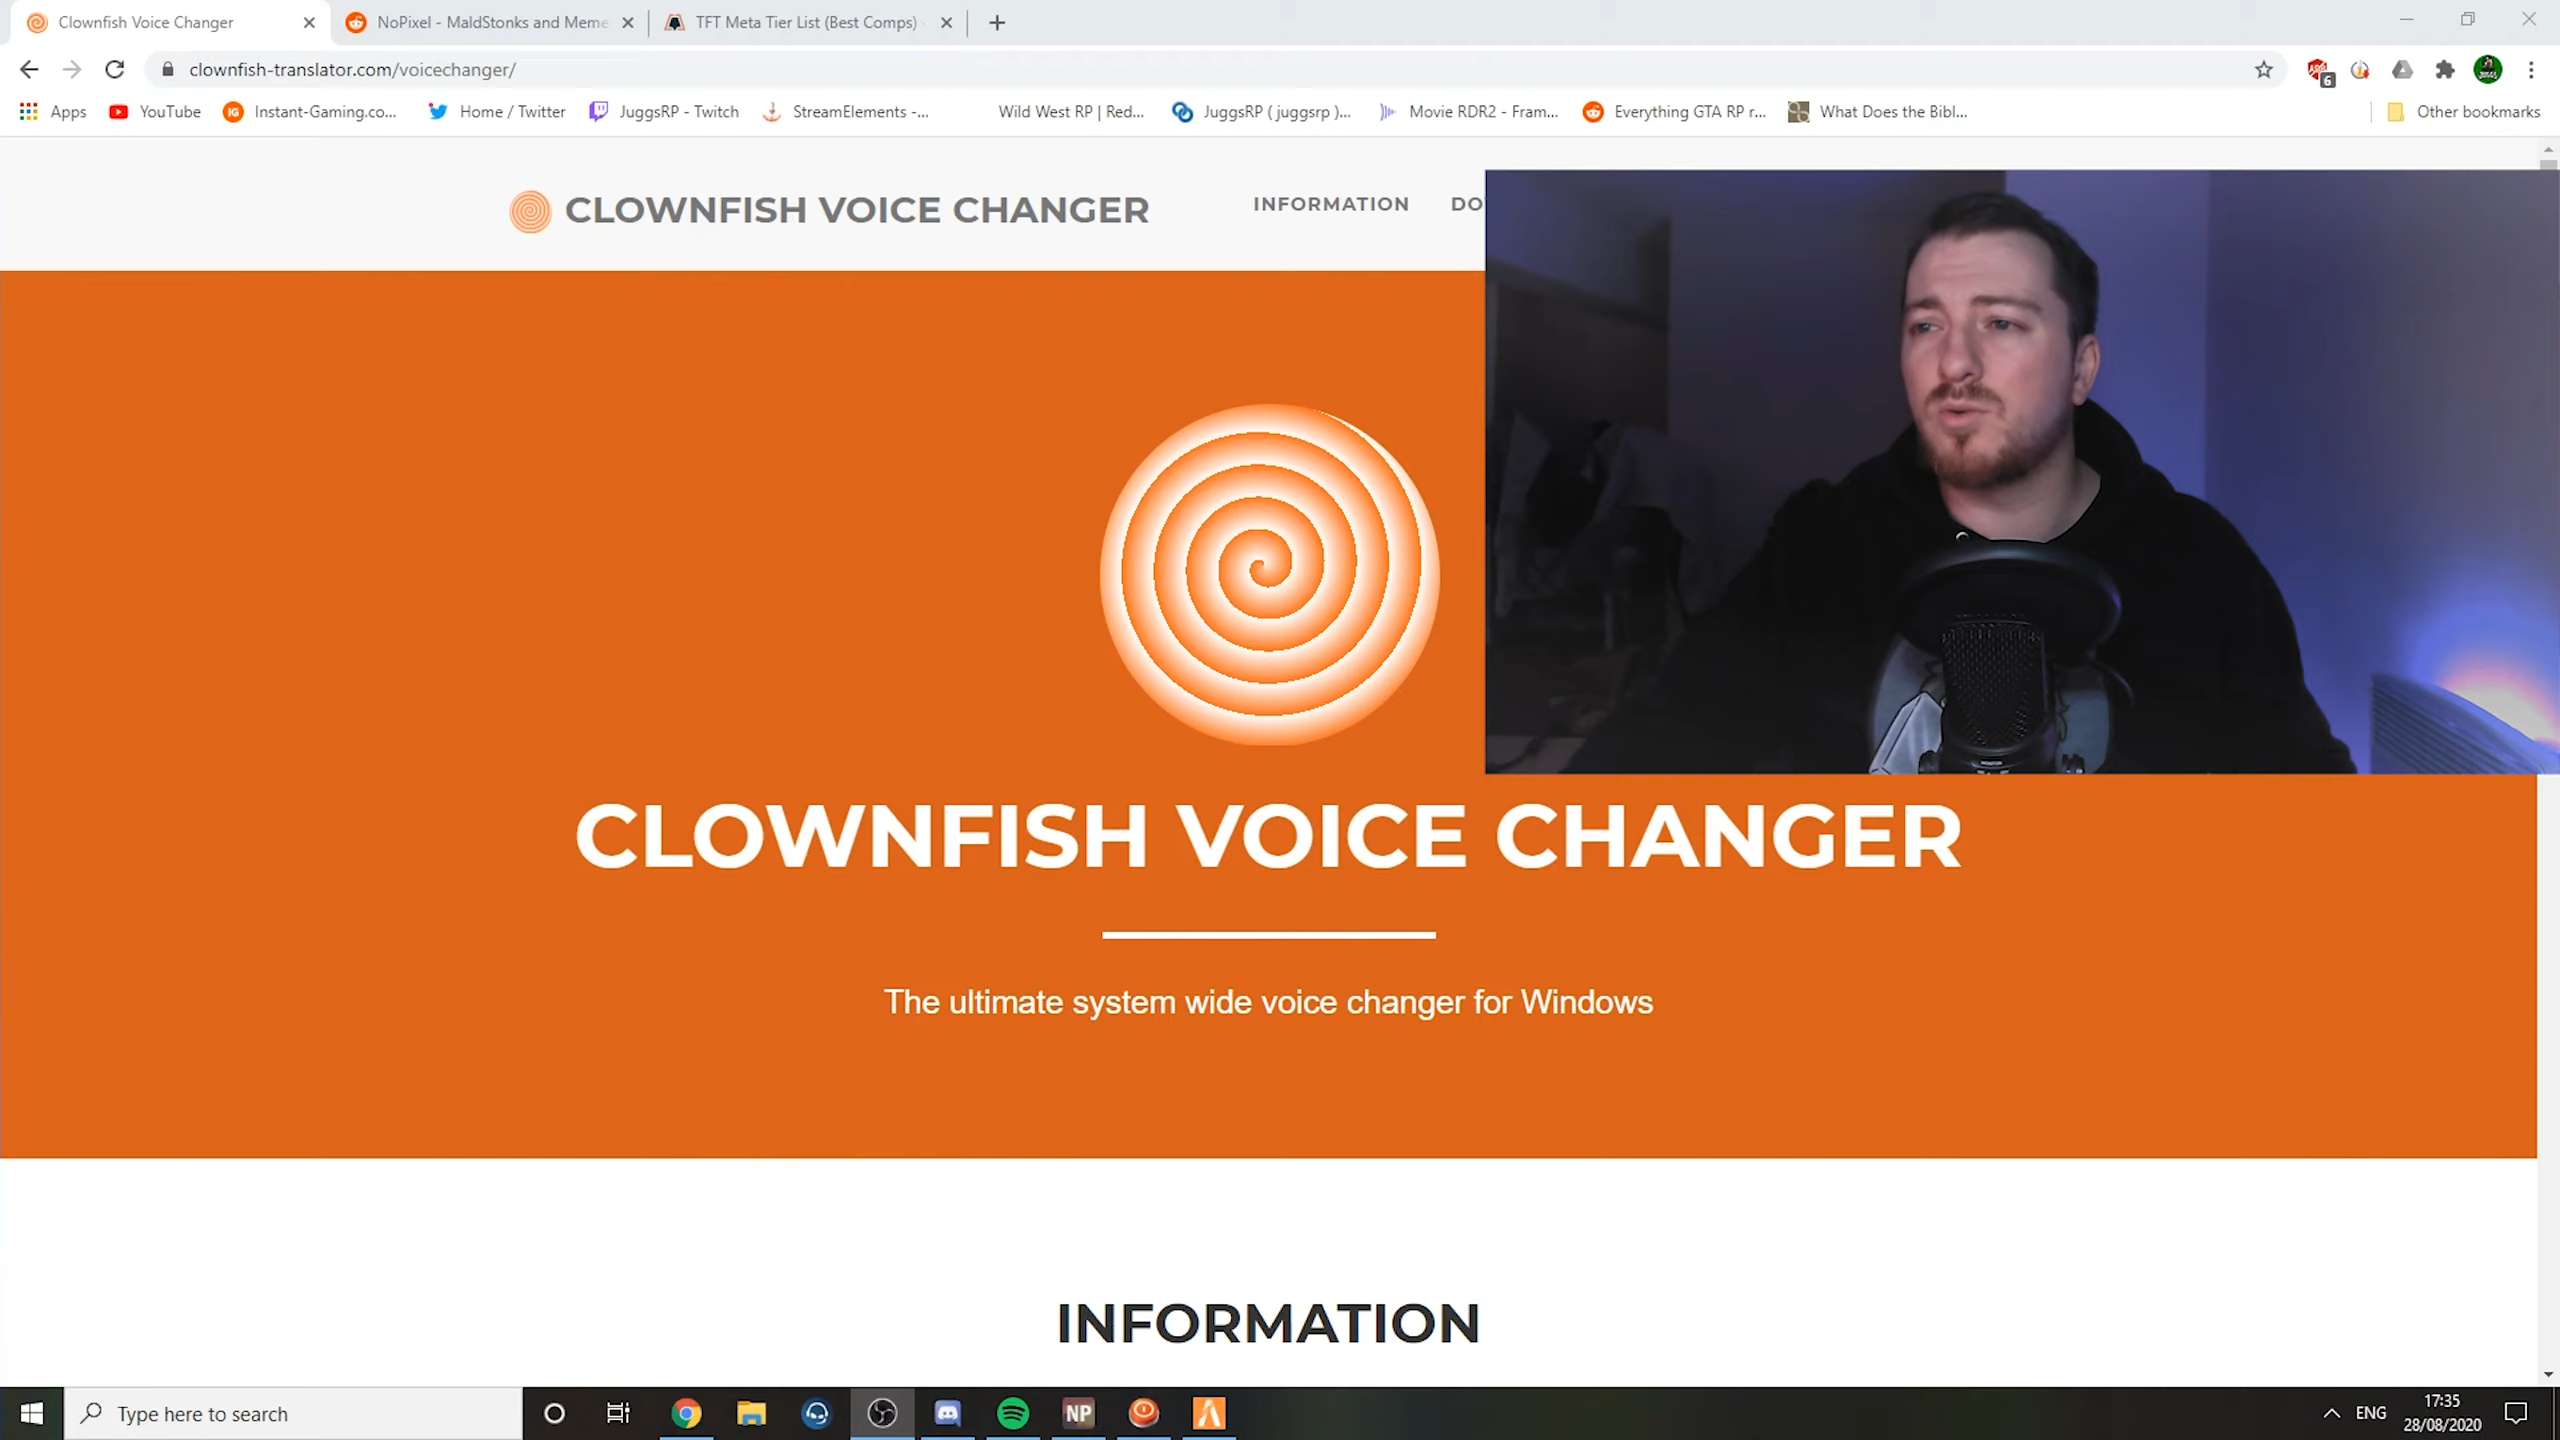 Clownfish Voice Changer
NoPixel - MaldStonks and Meme
TFT Meta Tier List (Best Comps)
clownfish-translator.com/voicechanger/
6
Apps
YouTube
Instant-Gaming.co...
Home / Twitter
JuggsRP - Twitch
StreamElements -...
Wild West RP | Red...
JuggsRP ( juggsrp )...
Movie RDR2 - Fram...
Everything GTA RP r...
What Does the Bibl...
Other bookmarks
CLOWNFISH VOICE CHANGER
INFORMATION
DO
CLOWNFISH VOICE CHANGER
The ultimate system wide voice changer for Windows
INFORMATION
Type here to search
NP
ENG
17:35
28/08/2020